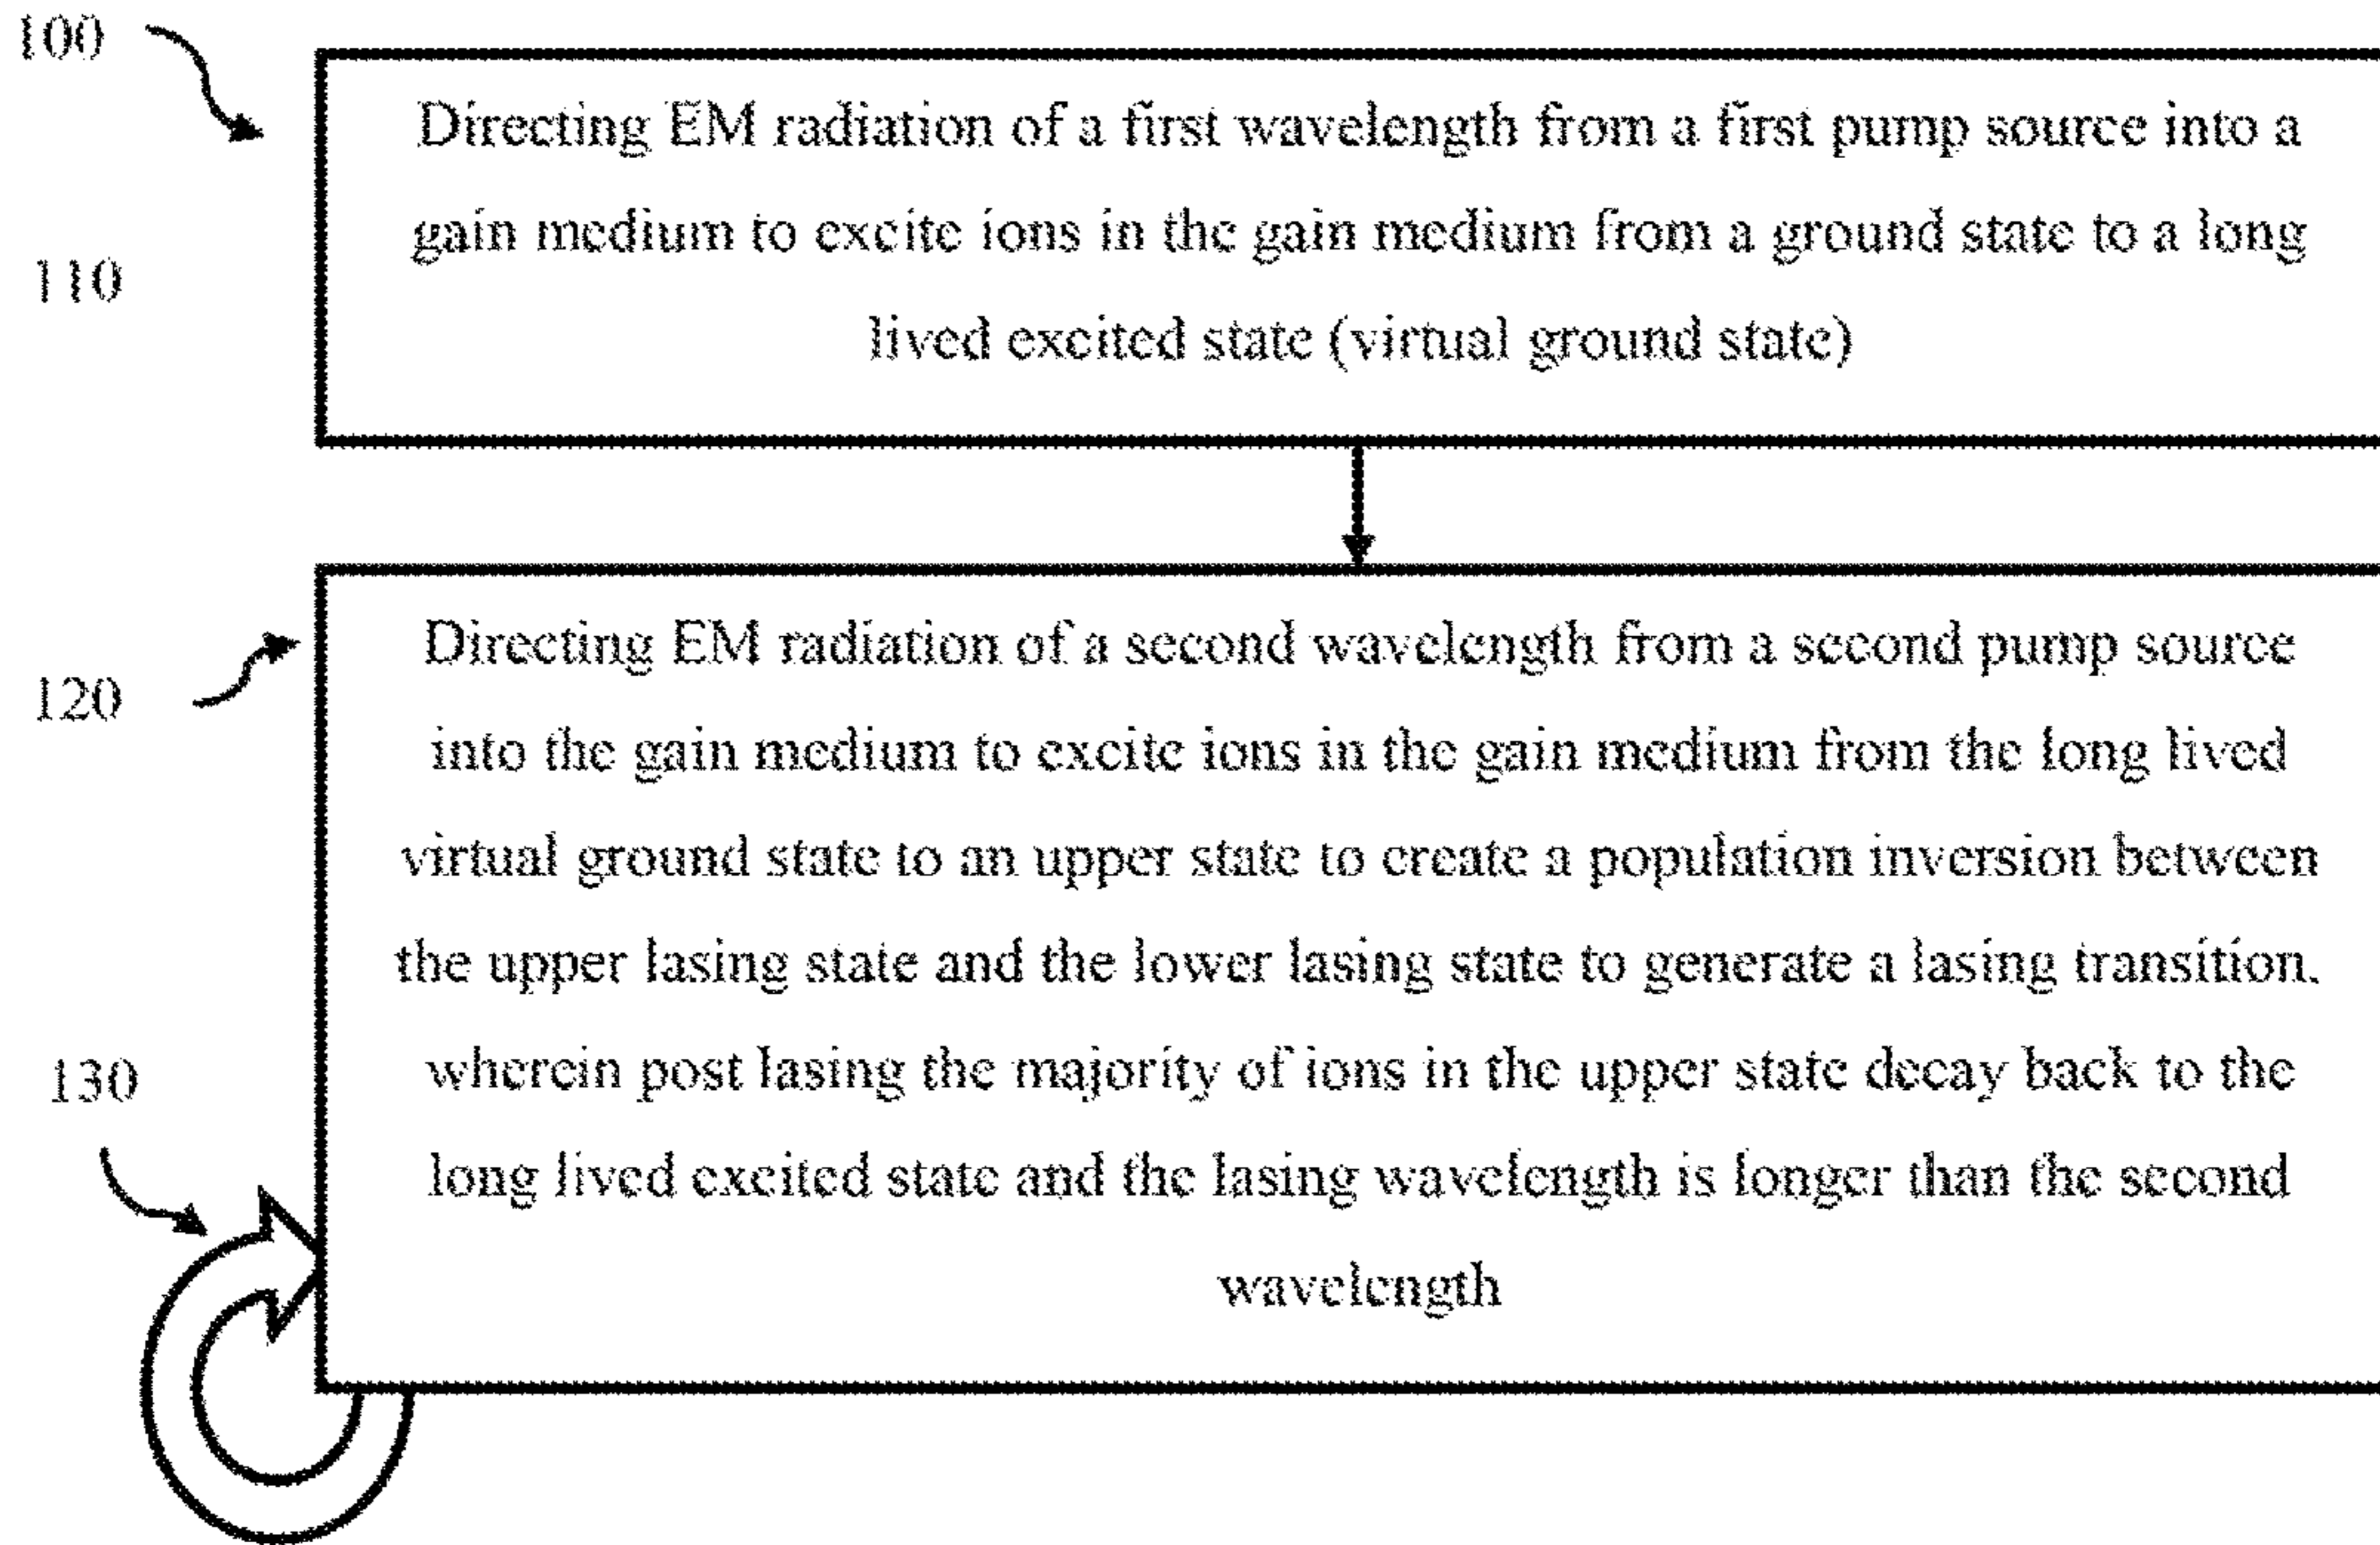 100
Directing EM radiation of a first wavelength from a first pump source into a
gain medium to excite ions in the gain medium from a ground state to a long
110
lived excited state (virtual ground state)
Directing EM radiation of a second wavelength from a second pump source
120
into the gain medium to excite ions in the gain medium from the long lived
virtual ground state to an upper state to create a population inversion between
the upper lasing state and the lower lasing state to generate a lasing transition,
wherein post lasing the majority of ions in the upper state decay back to the
130
long lived excited state and the lasing wavelength is longer than the second
wavelength